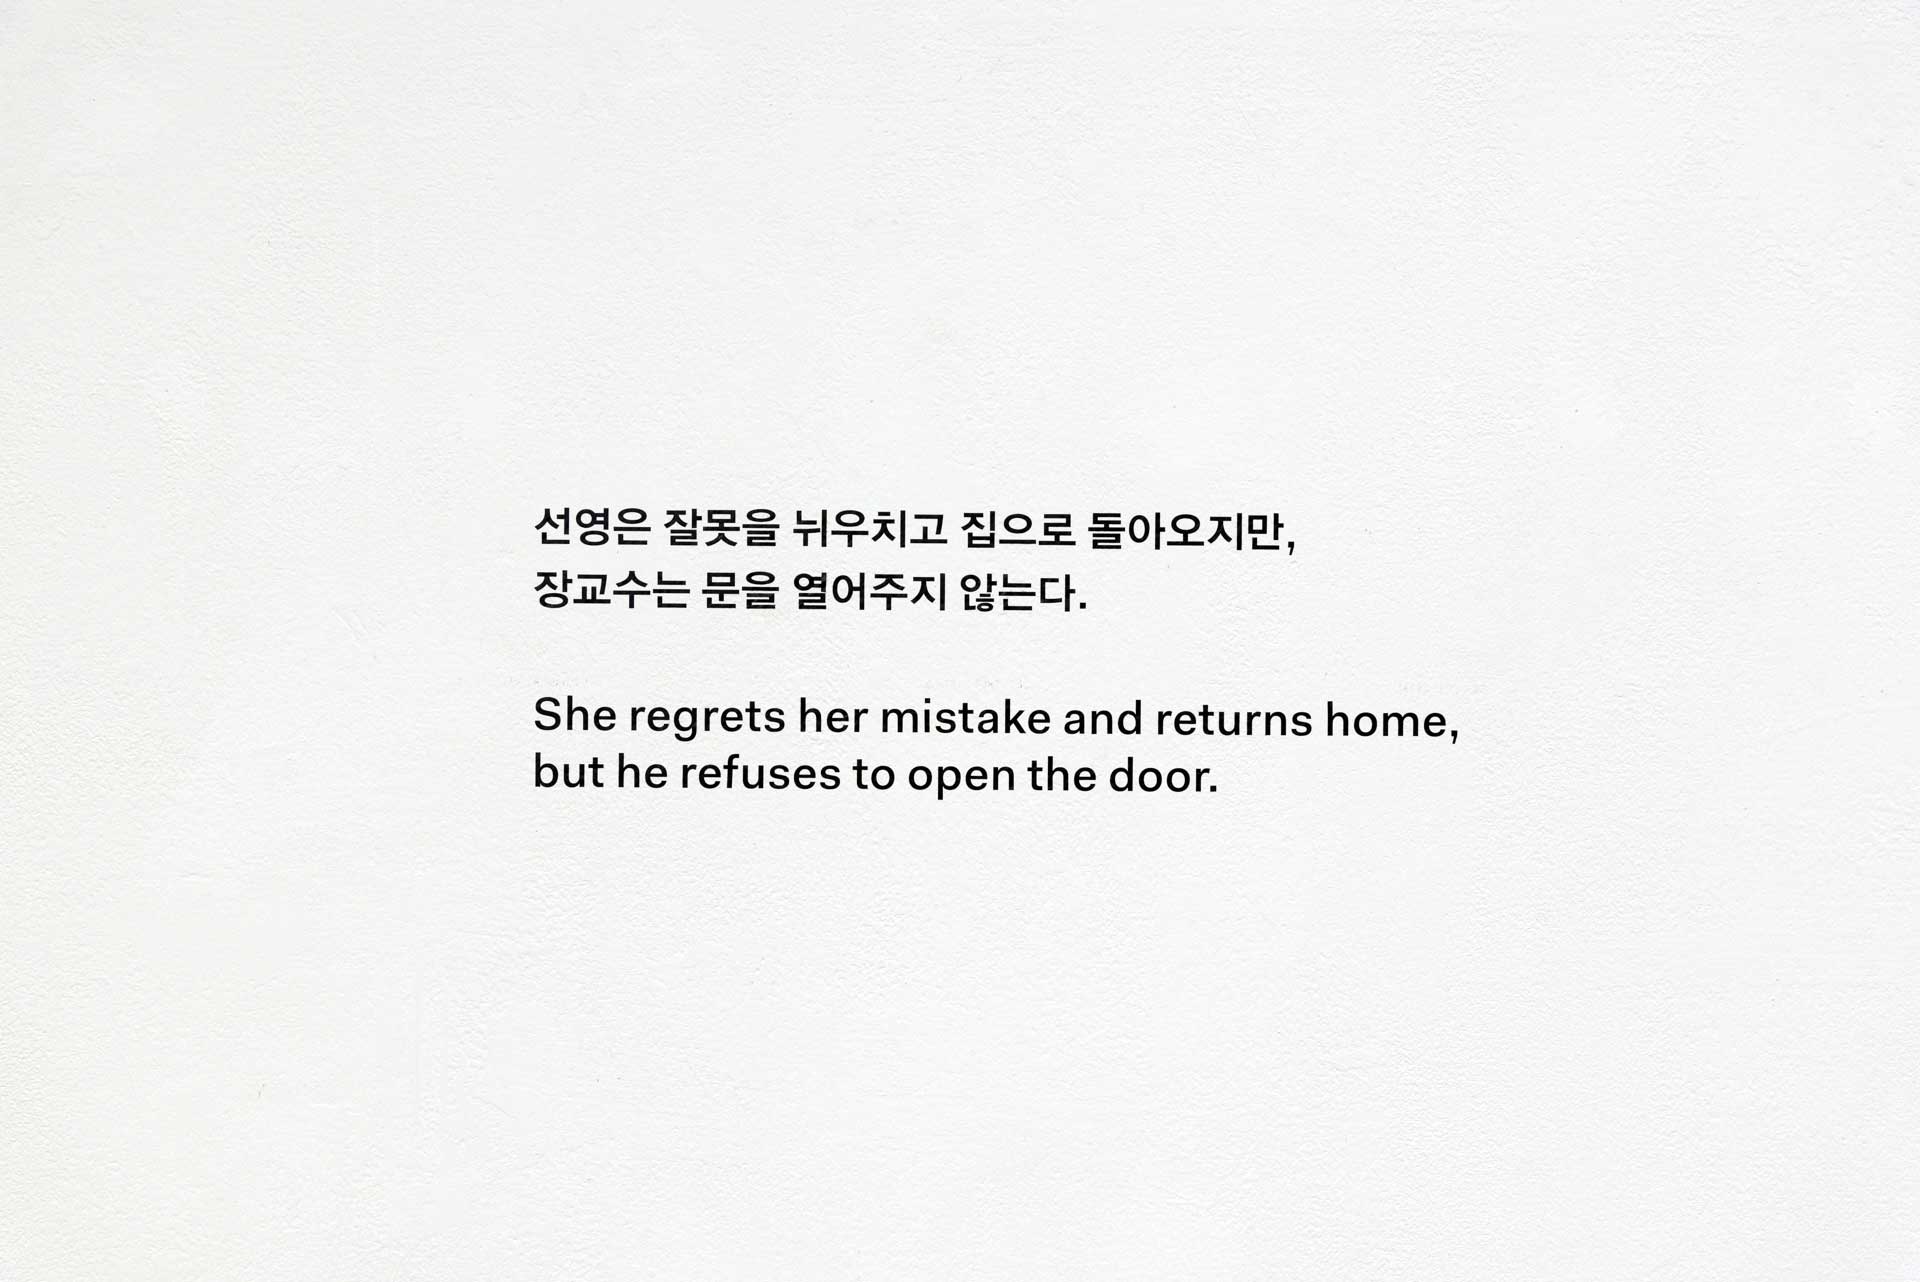 선영은 잘못을 뉘우치고 집으로 돌아오지만,
장교수는 문을 열어주지 않는다.
She regrets her mistake and returns home,
but he refuses to open the door.